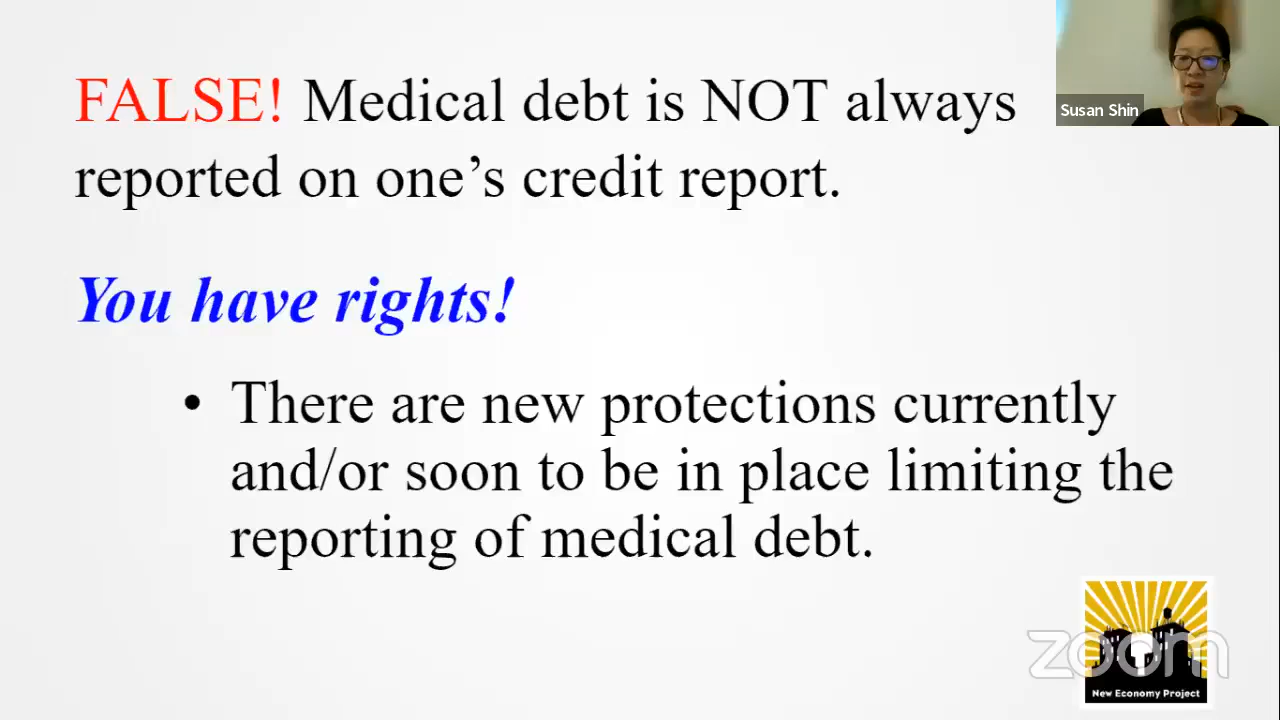 FALSE! Medical debt is NOT always
reported on one’s credit report.
Susan Shin
You have rights!
• There are new protections currently
and/or soon to be in place limiting the
reporting of medical debt.
zoom
New Economy Project